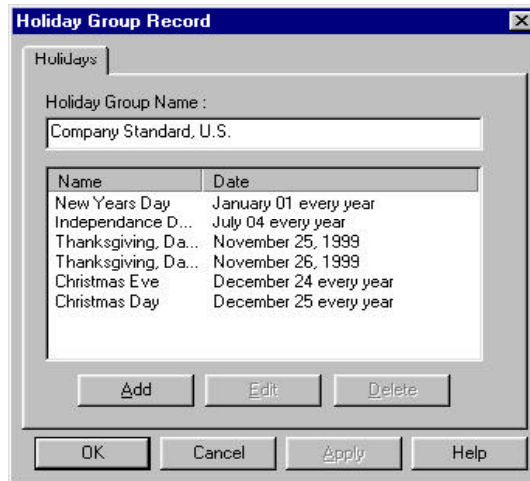 Holiday Group Record
Holidays
Holiday Group Name :
Company Standard, U.S.
Name Date
New Years Day January 01 every year
Independance D... July 04 every year
Thanksgiving, Da... November 25, 1999
Thanksgiving, Da... November 26, 1999
Christmas Eve December 24 every year
Christmas Day December 25 every year
Add Edit Delete
OK Cancel Apply Help